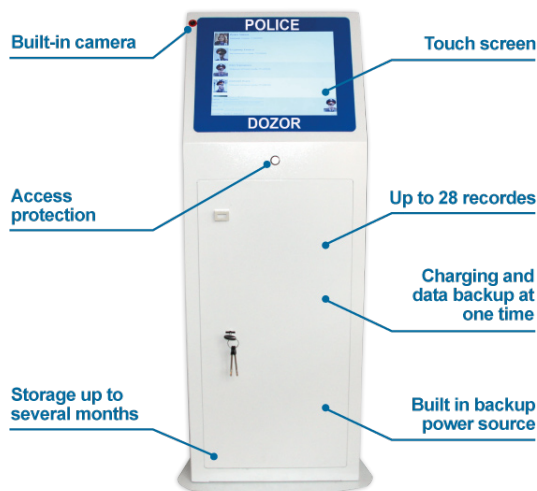 POLICE
Built-in camera
Touch screen
DOZOR
Access
protection
Up to 28 recordes
Charging and
data backup at
one time
Storage up to
several months
Built in backup
power source